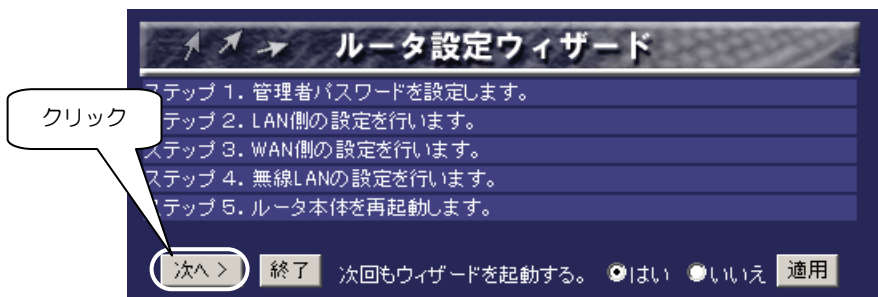 ルータ設定ウィザード
ステップ 1. 管理者パスワードを設定します。
クリック
テップ 2. LAN側の設定を行います。
ステップ 3. WAN側の設定を行います。
ステップ 4. 無線LANの設定を行います。
テップ 5. ルータ本体を再起動します。
次へ > 終了 次回もウィザードを起動する。 はい いいえ 適用